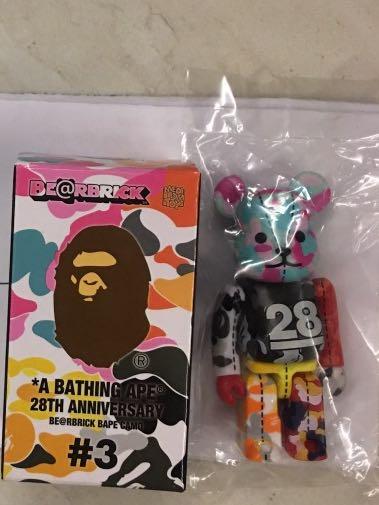 BE@RBRICK
®
*A BATHING APE®
28TH ANNIVERSARY
BE@RBRICK BAPE CAMO
#3
28